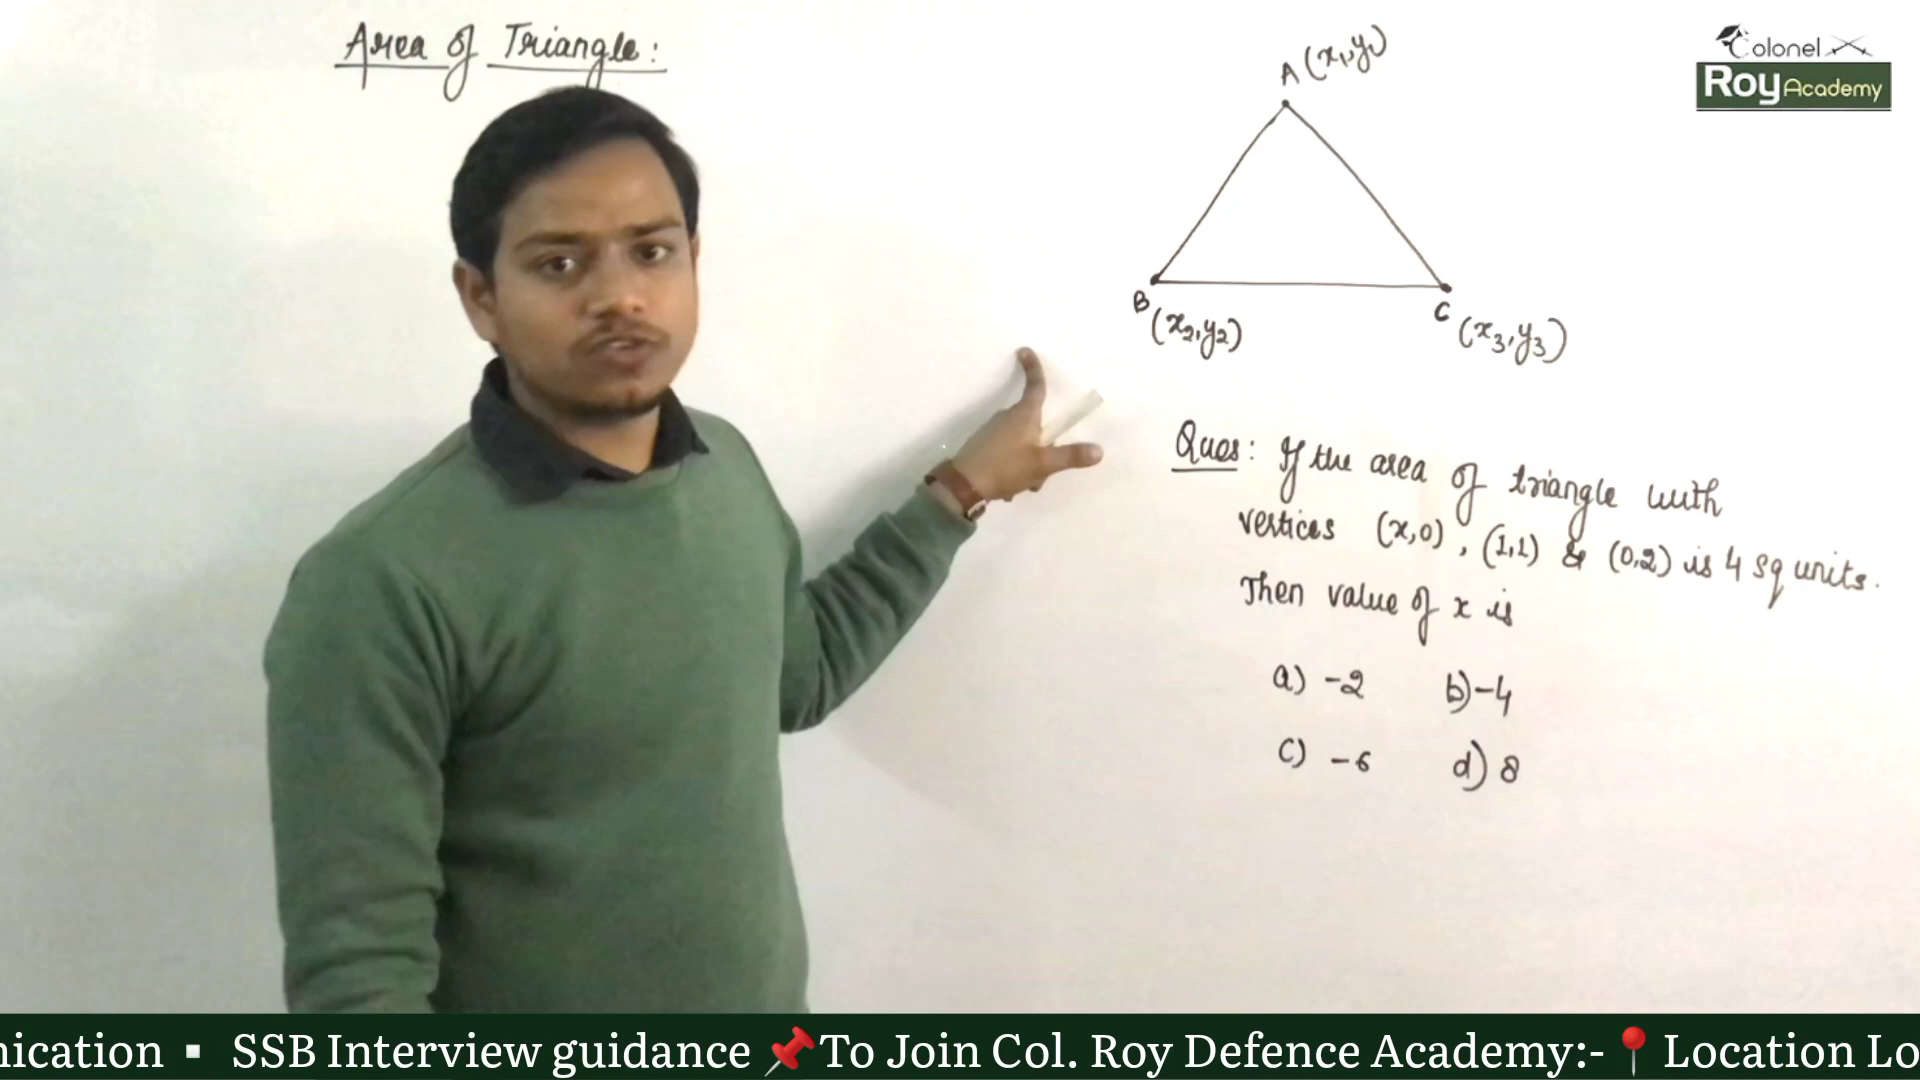 Area of Triangle:
A (x₁,y₁)
B (x₂,y₂)
C (x₃,y₃)
Colonel
Roy Academy
Ques: If the area of triangle with
vertices (x,0), (1,1) & (0,2) is 4 sq units.
Then value of x is
a) -2 b) -4
c) -6 d) 8
nication ▪ SSB Interview guidance 📌To Join Col. Roy Defence Academy:-📍Location Lo